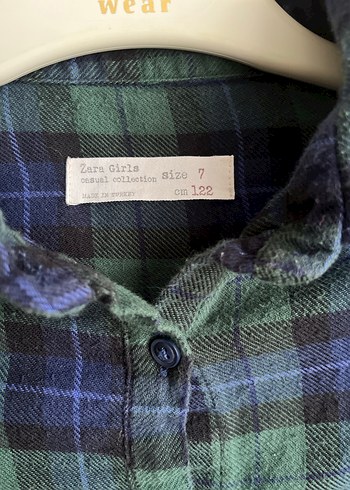 wear
Zara Girls
casual collection size 7
MADE IN TURKEY cm 122